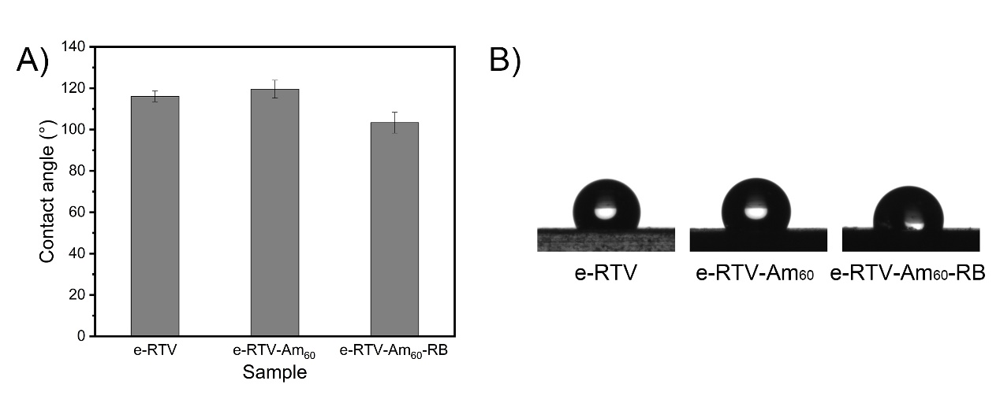 A)
B)
140
120
100
80
60
40
20
0
Contact angle (°)
e-RTV
e-RTV-Am₆₀
e-RTV-Am₆₀-RB
Sample
e-RTV
e-RTV-Am₆₀
e-RTV-Am₆₀-RB